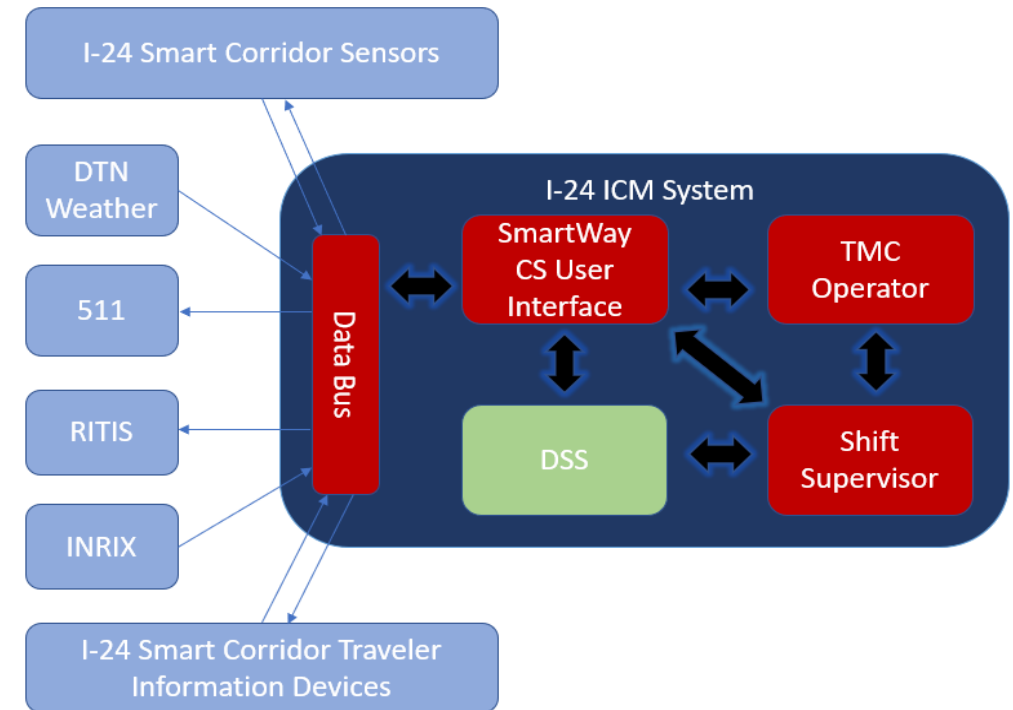 I-24 Smart Corridor Sensors
DTN
Weather
511
RITIS
INRIX
I-24 Smart Corridor Traveler
Information Devices
I-24 ICM System
Data Bus
SmartWay
CS User
Interface
TMC
Operator
DSS
Shift
Supervisor